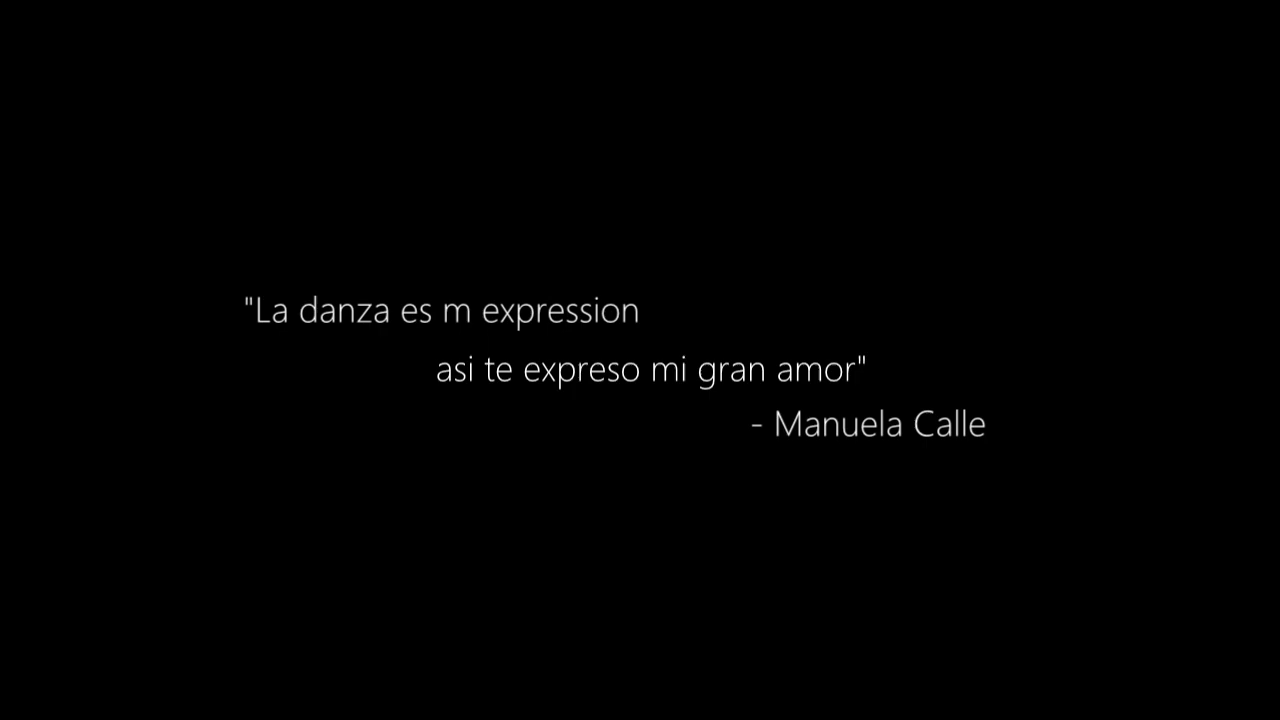 "La danza es m expression
asi te expreso mi gran amor"
- Manuela Calle